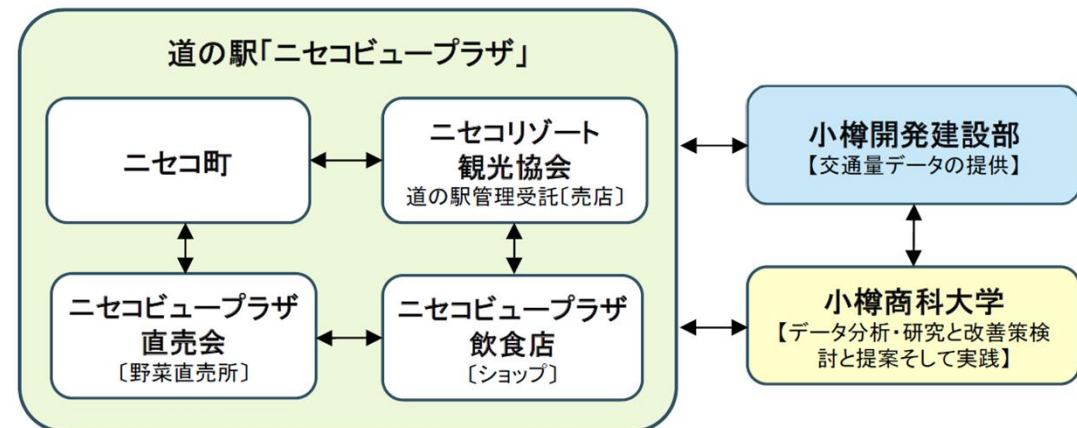 道の駅「ニセコビュープラザ」
ニセコ町
ニセコリゾート
観光協会
道の駅管理受託〔売店〕
ニセコビュープラザ
直売会
〔野菜直売所〕
ニセコビュープラザ
飲食店
〔ショップ〕
小樽開発建設部
【交通量データの提供】
小樽商科大学
【データ分析・研究と改善策検
討と提案そして実践】